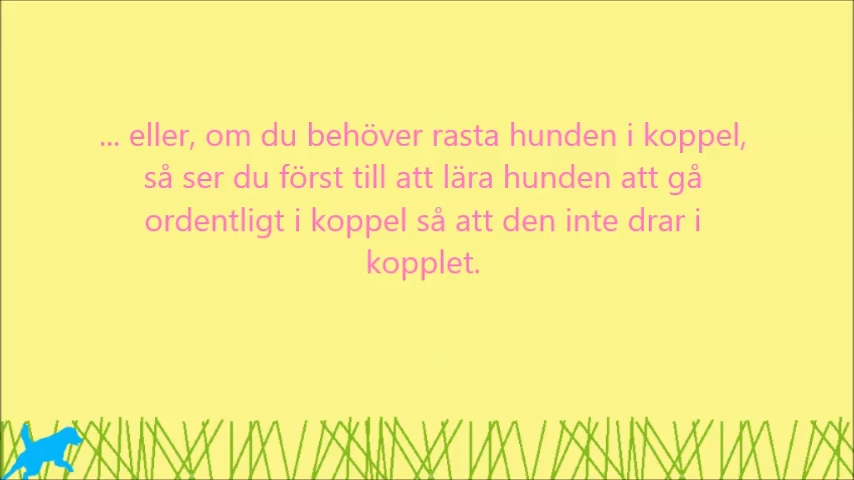 ... eller, om du behöver rasta hunden i koppel,
så ser du först till att lära hunden att gå
ordentligt i koppel så att den inte drar i
kopplet.